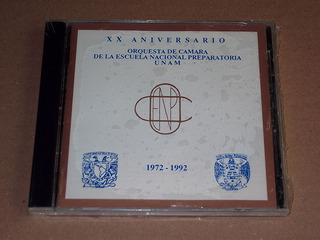 XX ANIVERSARIO
ORQUESTA DE CAMARA
DE LA ESCUELA NACIONAL PREPARATORIA
UNAM
1972 - 1992